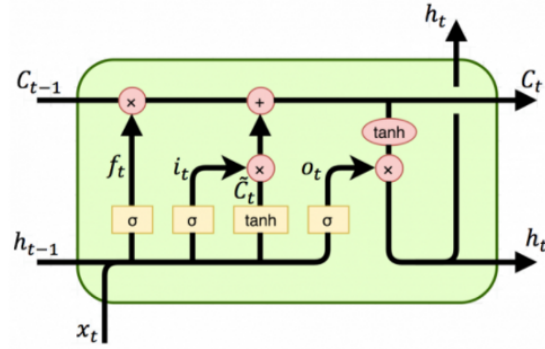 h_t
C_{t-1} × + C_t
tanh
f_t i_t × o_t ×
C̃_t
σ σ tanh σ
h_{t-1} h_t
x_t